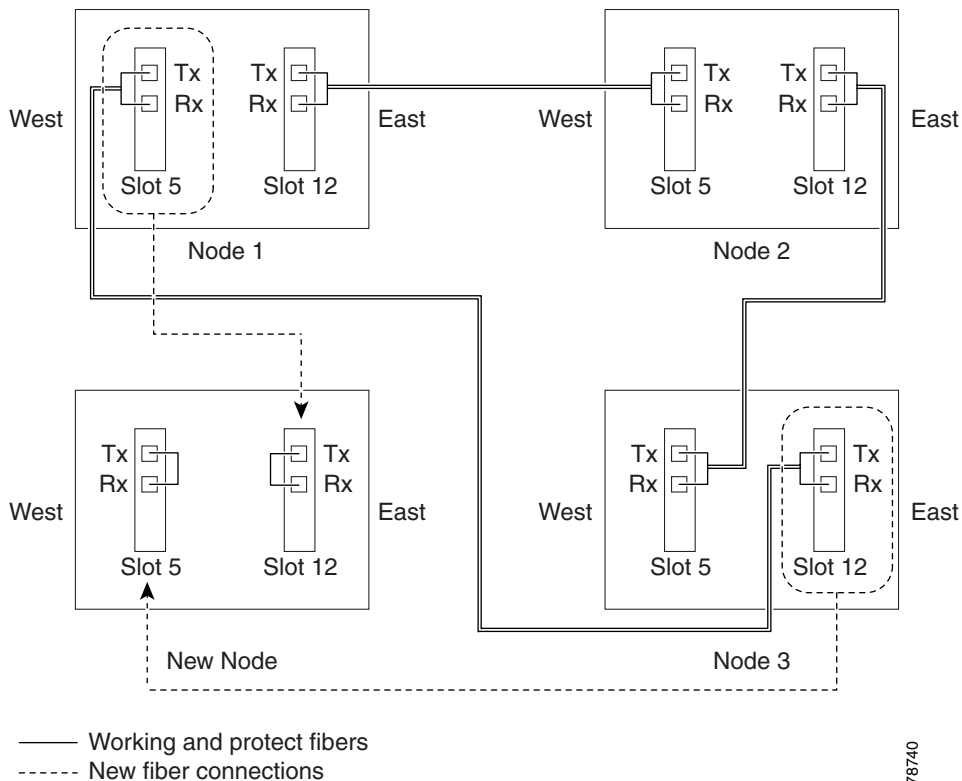 Tx Tx Tx Tx
Rx Rx Rx Rx
West East West East
Slot 5 Slot 12 Slot 5 Slot 12
Node 1 Node 2
Tx Tx Tx Tx
Rx Rx Rx Rx
West East West East
Slot 5 Slot 12 Slot 5 Slot 12
New Node Node 3
Working and protect fibers
New fiber connections
78740